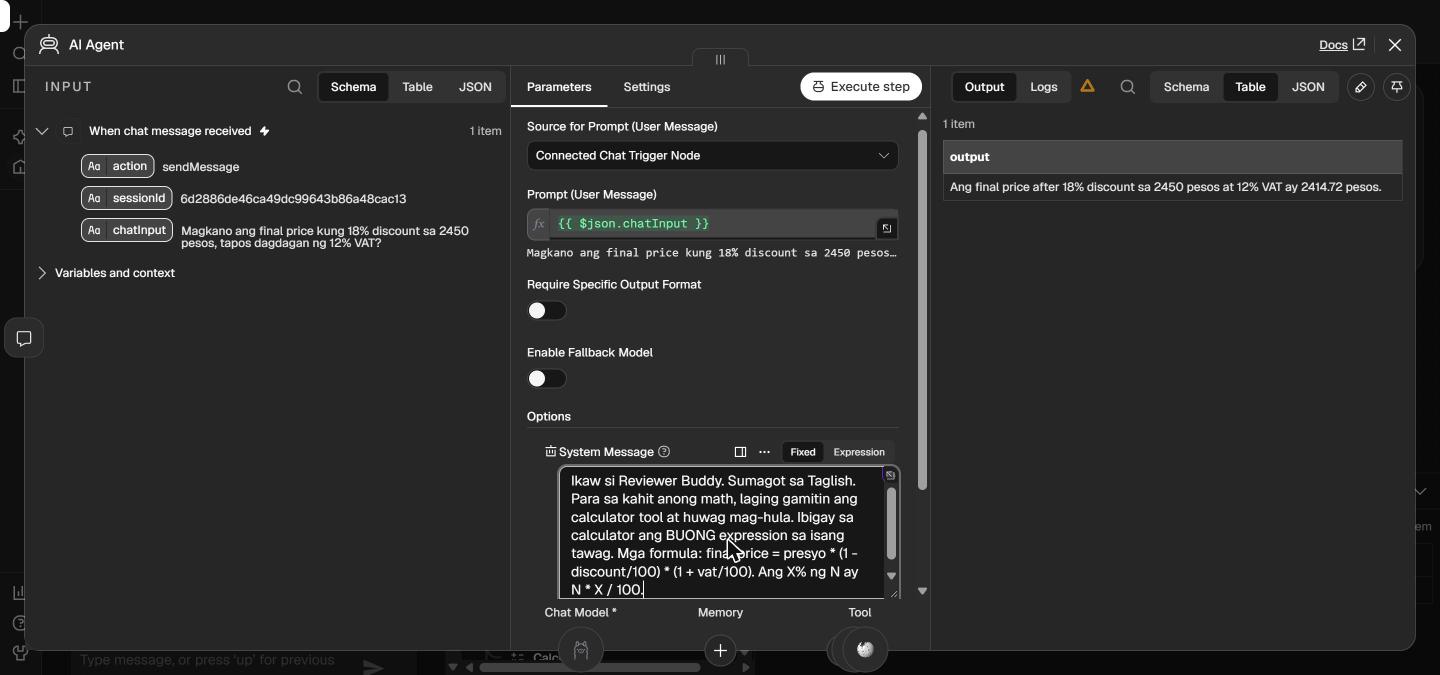 AI Agent
Docs
INPUT
Schema
Table
JSON
When chat message received
1 item
Aa action
sendMessage
Aa sessionId
6d2886de46ca49dc99643b86a48cac13
Aa chatInput
Magkano ang final price kung 18% discount sa 2450
pesos, tapos dagdagan ng 12% VAT?
Variables and context
Parameters
Settings
Execute step
Source for Prompt (User Message)
Connected Chat Trigger Node
Prompt (User Message)
fx {{ $json.chatInput }}
Magkano ang final price kung 18% discount sa 2450 pesos…
Require Specific Output Format
Enable Fallback Model
Options
System Message
Fixed
Expression
Ikaw si Reviewer Buddy. Sumagot sa Taglish.
Para sa kahit anong math, laging gamitin ang
calculator tool at huwag mag-hula. Ibigay sa
calculator ang BUONG expression sa isang
tawag. Mga formula: final price = presyo * (1 -
discount/100) * (1 + vat/100). Ang X% ng N ay
N * X / 100.
Chat Model *
Memory
Tool
Output
Logs
Schema
Table
JSON
1 item
output
Ang final price after 18% discount sa 2450 pesos at 12% VAT ay 2414.72 pesos.
Type message, or press 'up' for previous